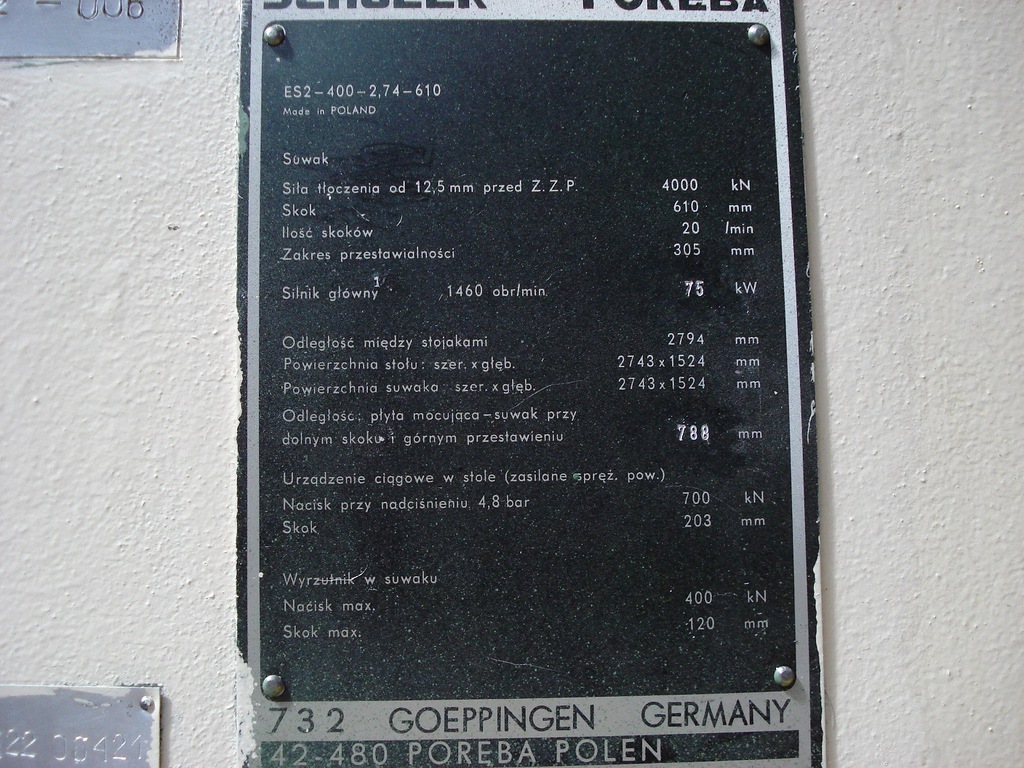 - 006
SCHULER POREBA
ES2-400-2,74-610
Made in POLAND
Suwak
Siła tłoczenia od 12,5 mm przed Z.Z.P. 4000 kN
Skok 610 mm
Ilość skoków 20 /min
Zakres przestawialności 305 mm
Silnik główny 1460 obr/min 75 kW
Odległość między stojakami 2794 mm
Powierzchnia stołu: szer. x głęb. 2743 x 1524 mm
Powierzchnia suwaka: szer. x głęb. 2743 x 1524 mm
Odległość: płyta mocująca – suwak przy
dolnym skoku i górnym przestawieniu 788 mm
Urządzenie ciągowe w stole (zasilane spręż. pow.)
Nacisk przy nadciśnieniu 4,8 bar 700 kN
Skok 203 mm
Wyrzutnik w suwaku
Nacisk max. 400 kN
Skok max. 120 mm
732 GOEPPINGEN GERMANY
42-480 PORĘBA POLEN
22 00421